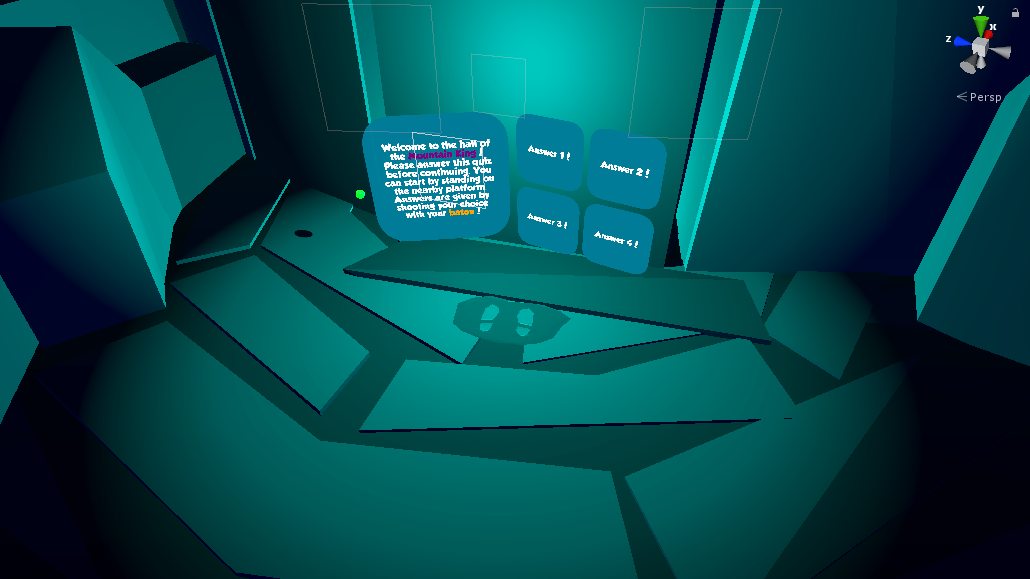 Welcome to the hall of
the Mountain King !
Please answer this quiz
before continuing. You
can start by standing on
the nearby platform
Answers are given by
shooting your choice
with your baton !
Answer 1 !
Answer 2 !
Answer 3 !
Answer 4 !
y
x
z
Persp